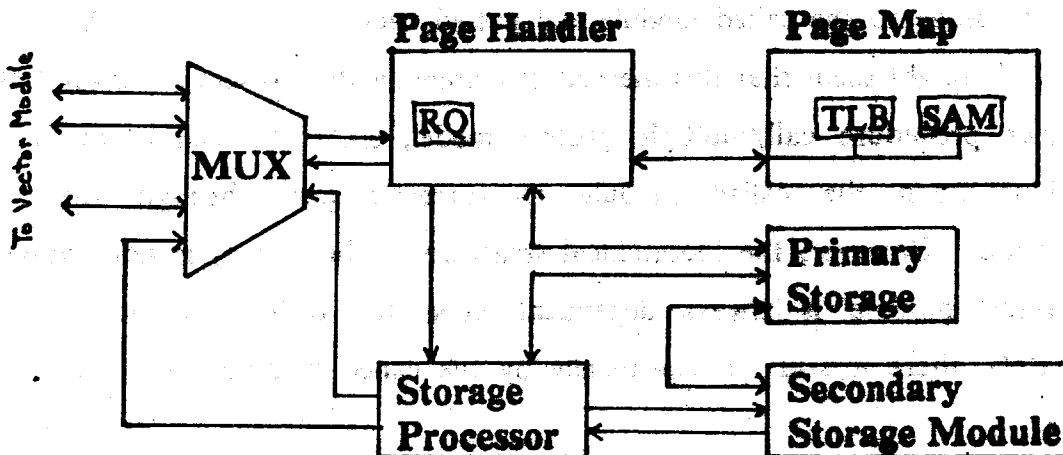 Page Handler
Page Map
To Vector Module
MUX
RQ
TLB
SAM
Primary
Storage
Storage
Processor
Secondary
Storage Module